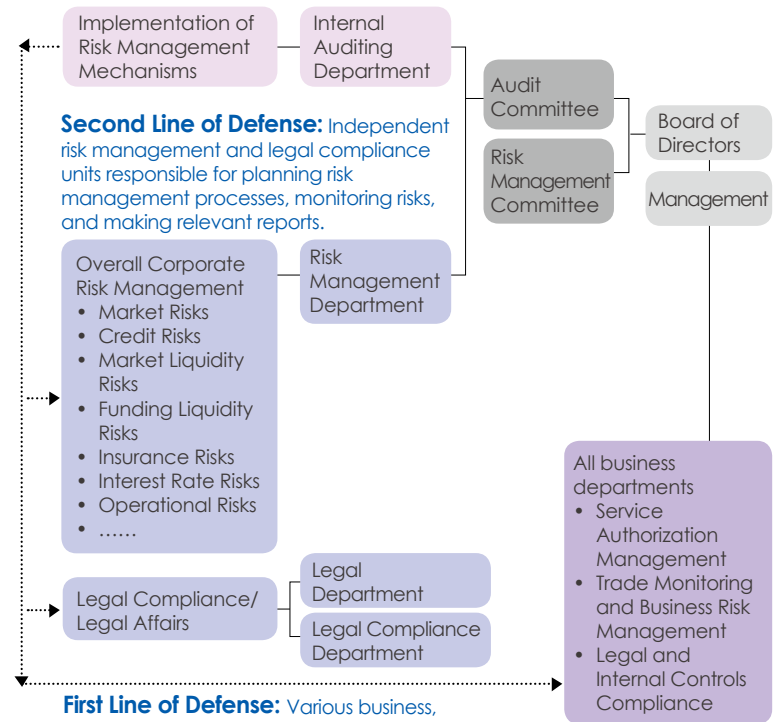 Implementation of
Risk Management
Mechanisms
Internal
Auditing
Department
Audit
Committee
Risk
Management
Committee
Board of
Directors
Management
Second Line of Defense: Independent
risk management and legal compliance
units responsible for planning risk
management processes, monitoring risks,
and making relevant reports.
Overall Corporate
Risk Management
• Market Risks
• Credit Risks
• Market Liquidity
Risks
• Funding Liquidity
Risks
• Insurance Risks
• Interest Rate Risks
• Operational Risks
• ......
Risk
Management
Department
Legal Compliance/
Legal Affairs
Legal
Department
Legal Compliance
Department
All business
departments
• Service
Authorization
Management
• Trade Monitoring
and Business Risk
Management
• Legal and
Internal Controls
Compliance
First Line of Defense: Various business,